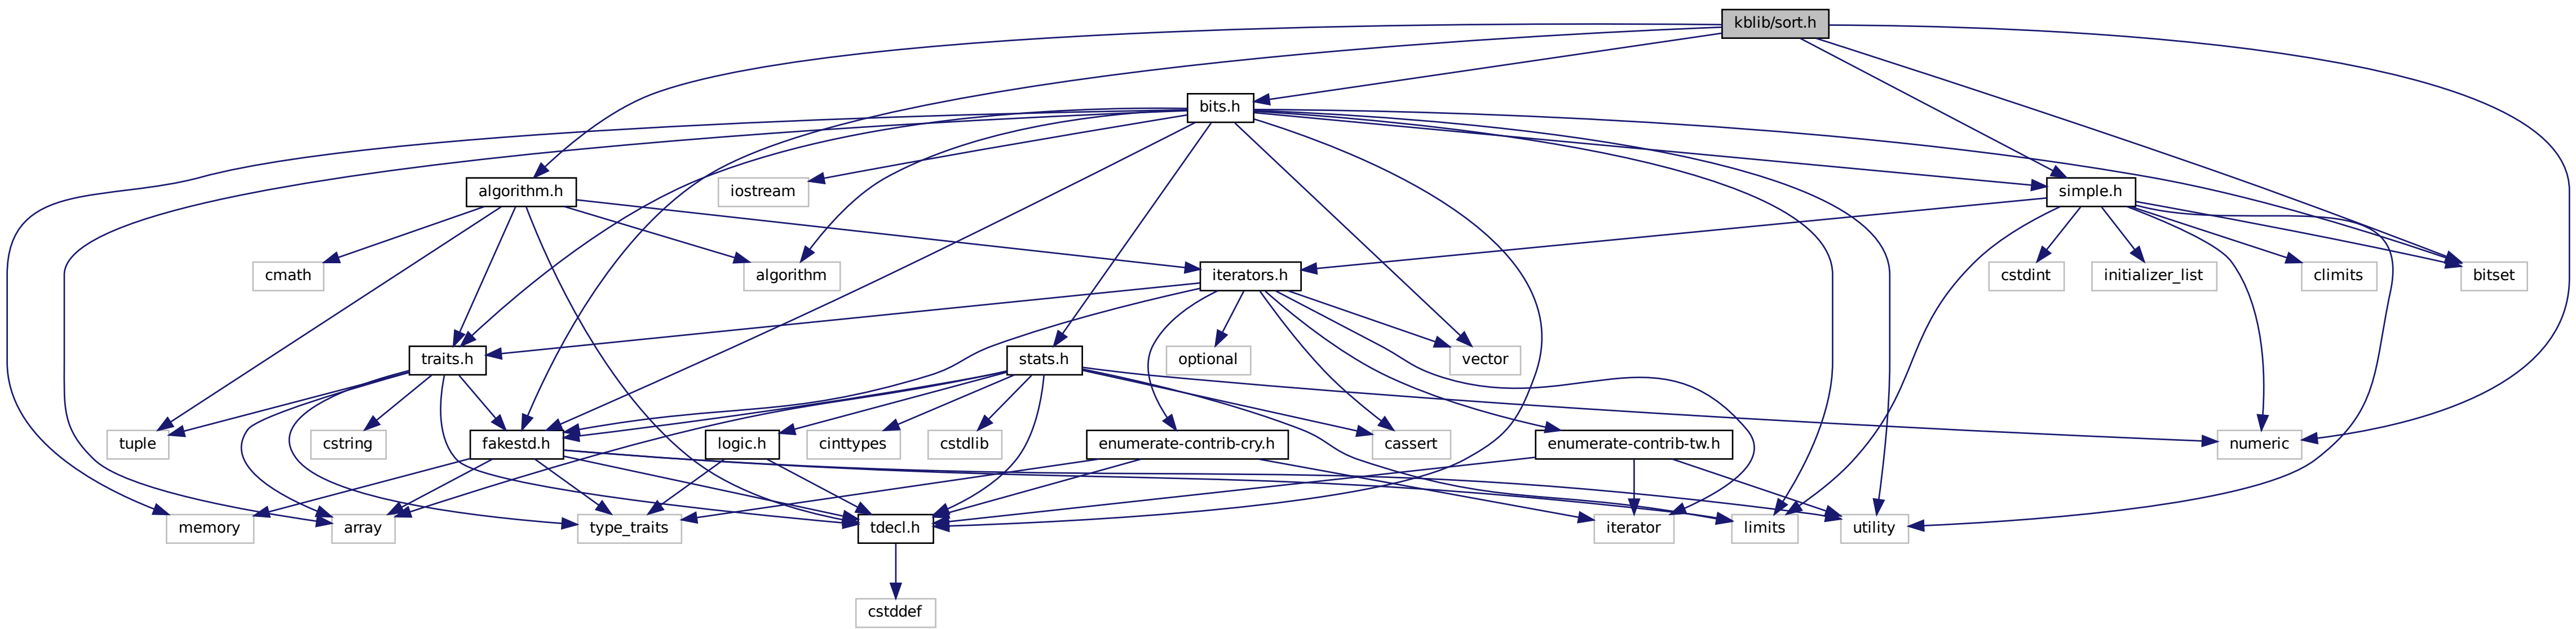 kblib/sort.h
bits.h
algorithm.h
iostream
simple.h
cmath
algorithm
iterators.h
cstdint
initializer_list
climits
bitset
traits.h
stats.h
optional
vector
tuple
cstring
fakestd.h
logic.h
cinttypes
cstdlib
enumerate-contrib-cry.h
cassert
enumerate-contrib-tw.h
numeric
memory
array
type_traits
tdecl.h
iterator
limits
utility
cstddef